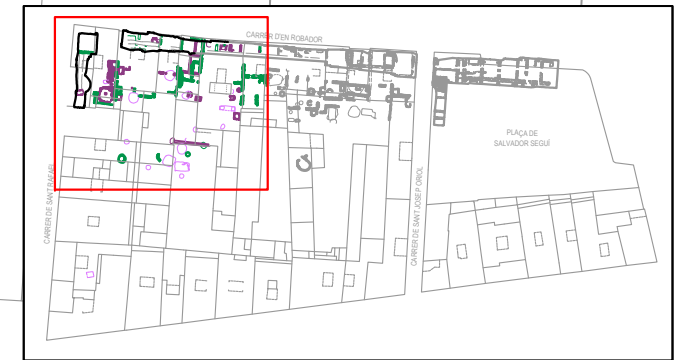 CARRER D'EN ROBADOR
PLAÇA DE
SALVADOR SEGUÍ
CARRER DE SANT RAFAEL
CARRER DE SANT JOSEP ORIOL